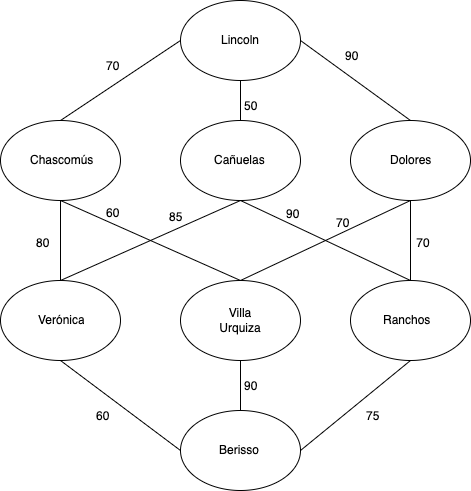 Lincoln
70
90
50
Chascomús
Cañuelas
Dolores
60
85
90
70
80
70
Verónica
Villa
Urquiza
Ranchos
90
60
75
Berisso